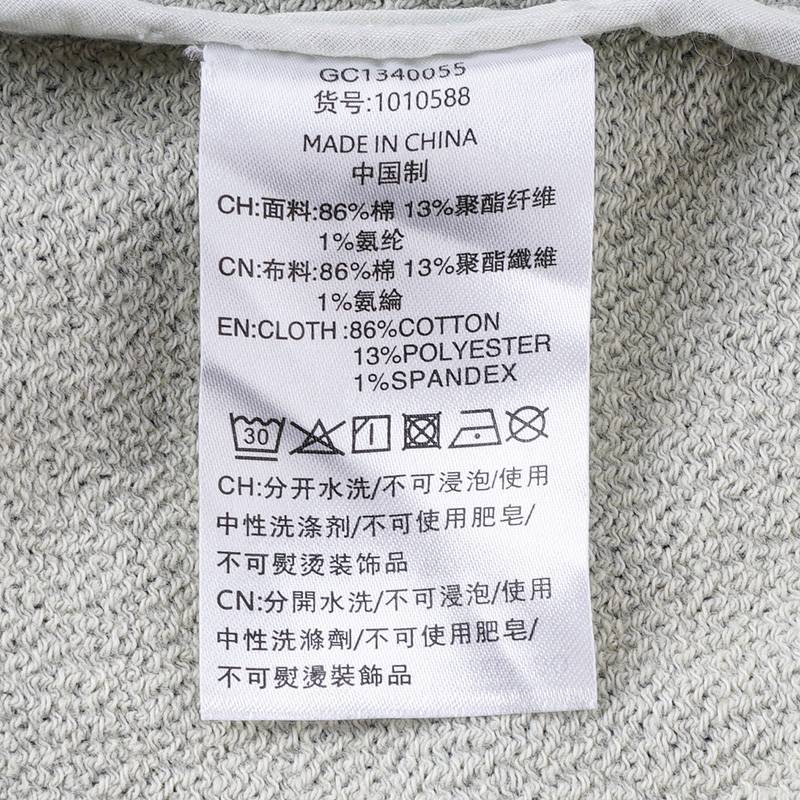 GC1340055
货号:1010588
MADE IN CHINA
中国制
CH:面料:86%棉 13%聚酯纤维
1%氨纶
CN:布料:86%棉 13%聚酯纖維
1%氨綸
EN:CLOTH:86%COTTON
13%POLYESTER
1%SPANDEX
30
CH:分开水洗/不可浸泡/使用
中性洗涤剂/不可使用肥皂/
不可熨烫装饰品
CN:分開水洗/不可浸泡/使用
中性洗滌劑/不可使用肥皂/
不可熨燙裝飾品